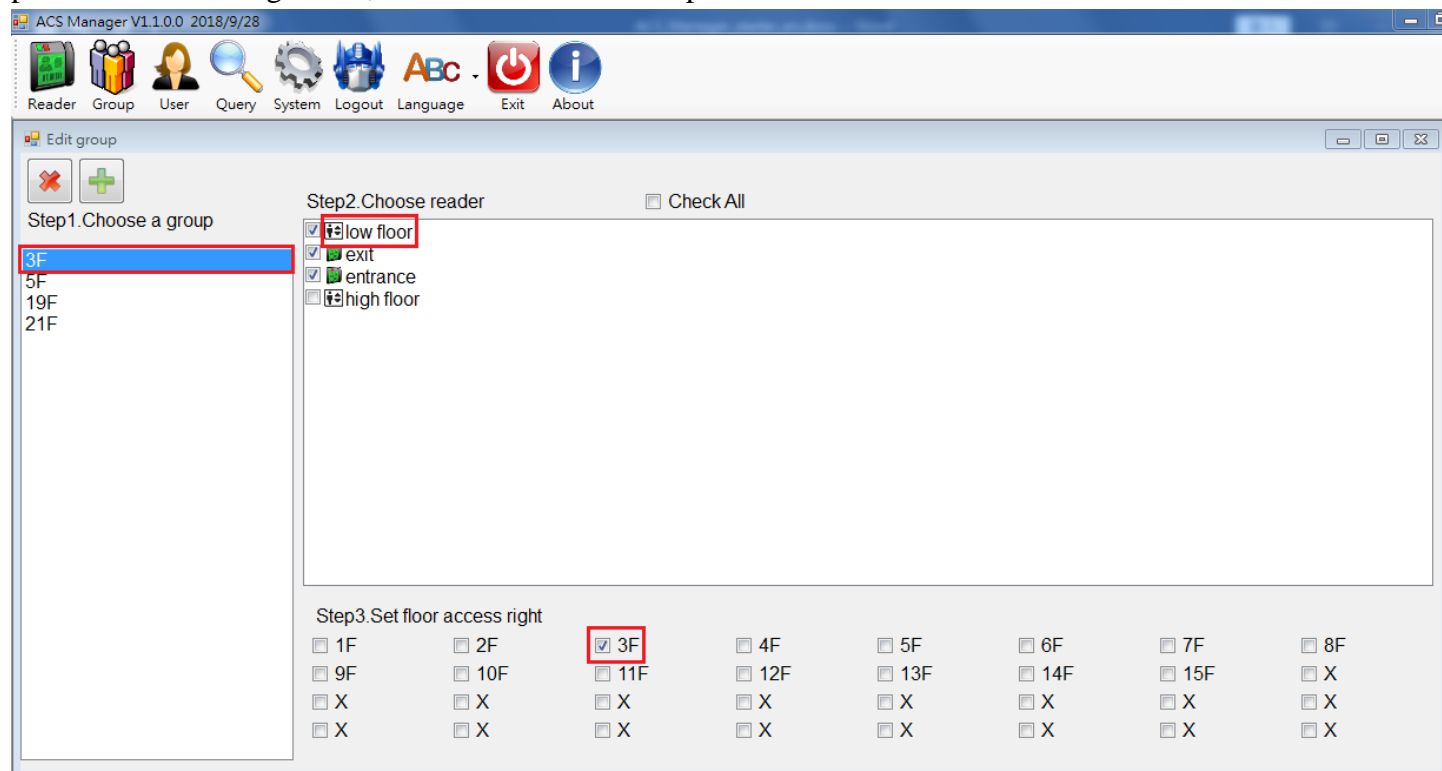 ACS Manager V1.1.0.0 2018/9/28
Reader Group User Query System Logout ABC Language Exit About
Edit group
Step1.Choose a group
3F
5F
19F
21F
Step2.Choose reader Check All
low floor
exit
entrance
high floor
Step3.Set floor access right
1F 2F 3F 4F 5F 6F 7F 8F
9F 10F 11F 12F 13F 14F 15F X
X X X X X X X X
X X X X X X X X